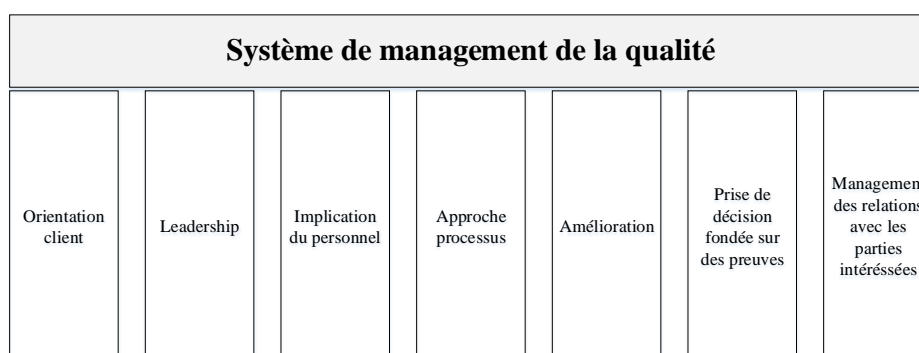 Système de management de la qualité
Orientation
client
Leadership
Implication
du personnel
Approche
processus
Amélioration
Prise de
décision
fondée sur
des preuves
Management
des relations
avec les
parties
intéréssées